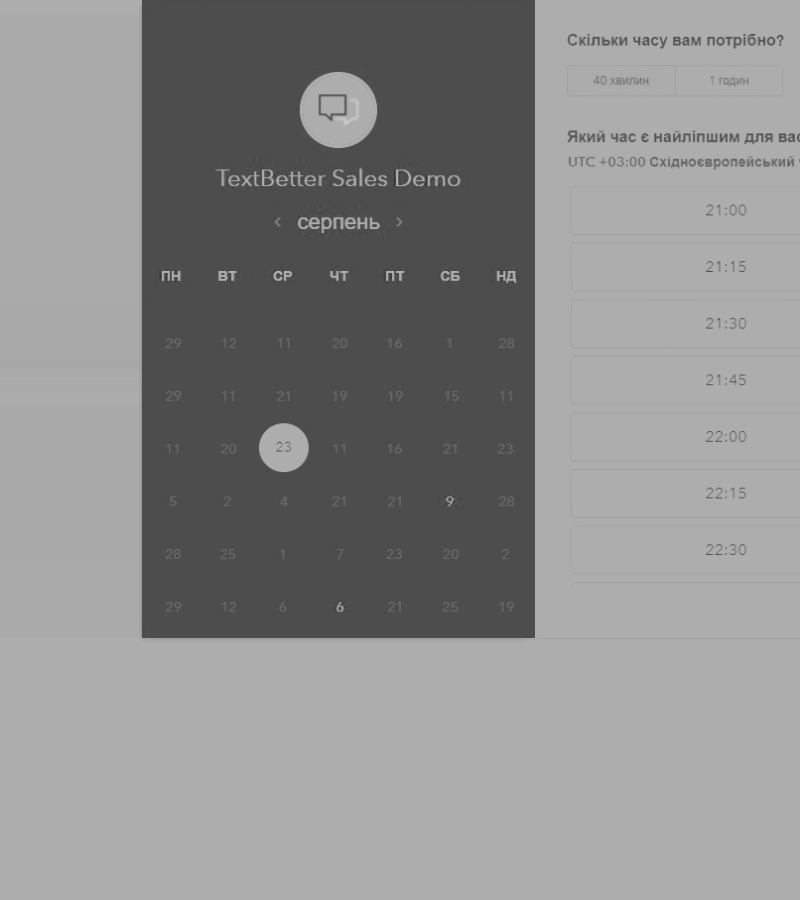 TextBetter Sales Demo
серпень
ПН ВТ СР ЧТ ПТ СБ НД
29 12 11 20 16 1 28
29 11 21 19 19 15 11
11 20 23 11 16 21 23
5 2 4 21 21 9 28
28 25 1 7 23 20 2
29 12 6 6 21 25 19
Скільки часу вам потрібно?
40 хвилин 1 годин
Який час є найліпшим для вас
UTC +03:00 Східноєвропейський
21:00
21:15
21:30
21:45
22:00
22:15
22:30